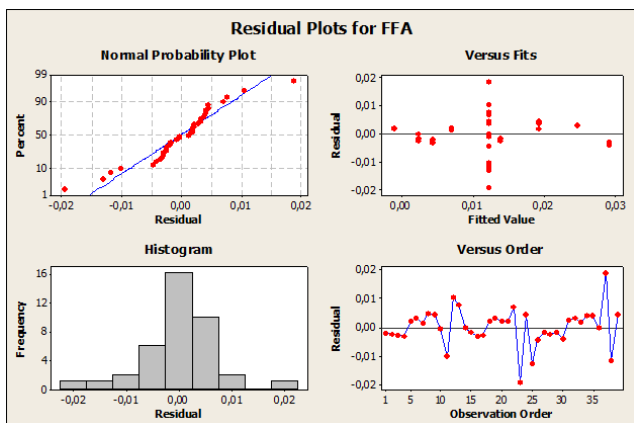 Residual Plots for FFA
Normal Probability Plot
99
90
50
10
1
Percent
-0,02 -0,01 0,00 0,01 0,02
Residual
Versus Fits
0,02
0,01
0,00
-0,01
-0,02
Residual
0,00 0,01 0,02 0,03
Fitted Value
Histogram
16
12
8
4
0
Frequency
-0,02 -0,01 0,00 0,01 0,02
Residual
Versus Order
0,02
0,01
0,00
-0,01
-0,02
Residual
1 5 10 15 20 25 30 35
Observation Order